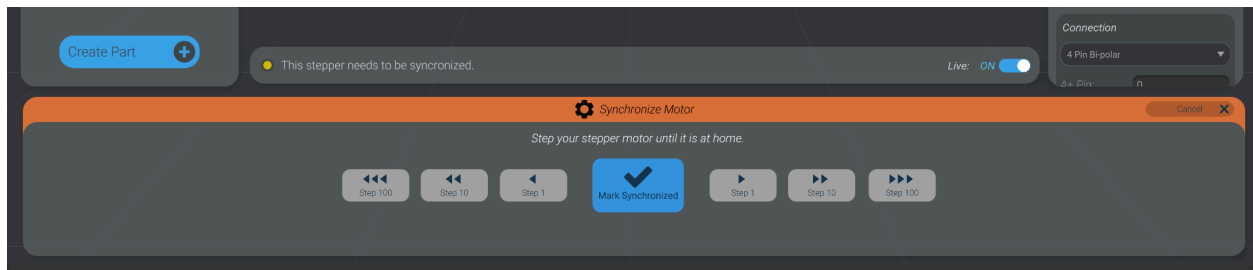 Create Part
This stepper needs to be syncronized.
Live: ON
Connection
4 Pin Bi-polar
A+ Pin: 0
Synchronize Motor
Cancel
Step your stepper motor until it is at home.
Step 100
Step 10
Step 1
Mark Synchronized
Step 1
Step 10
Step 100